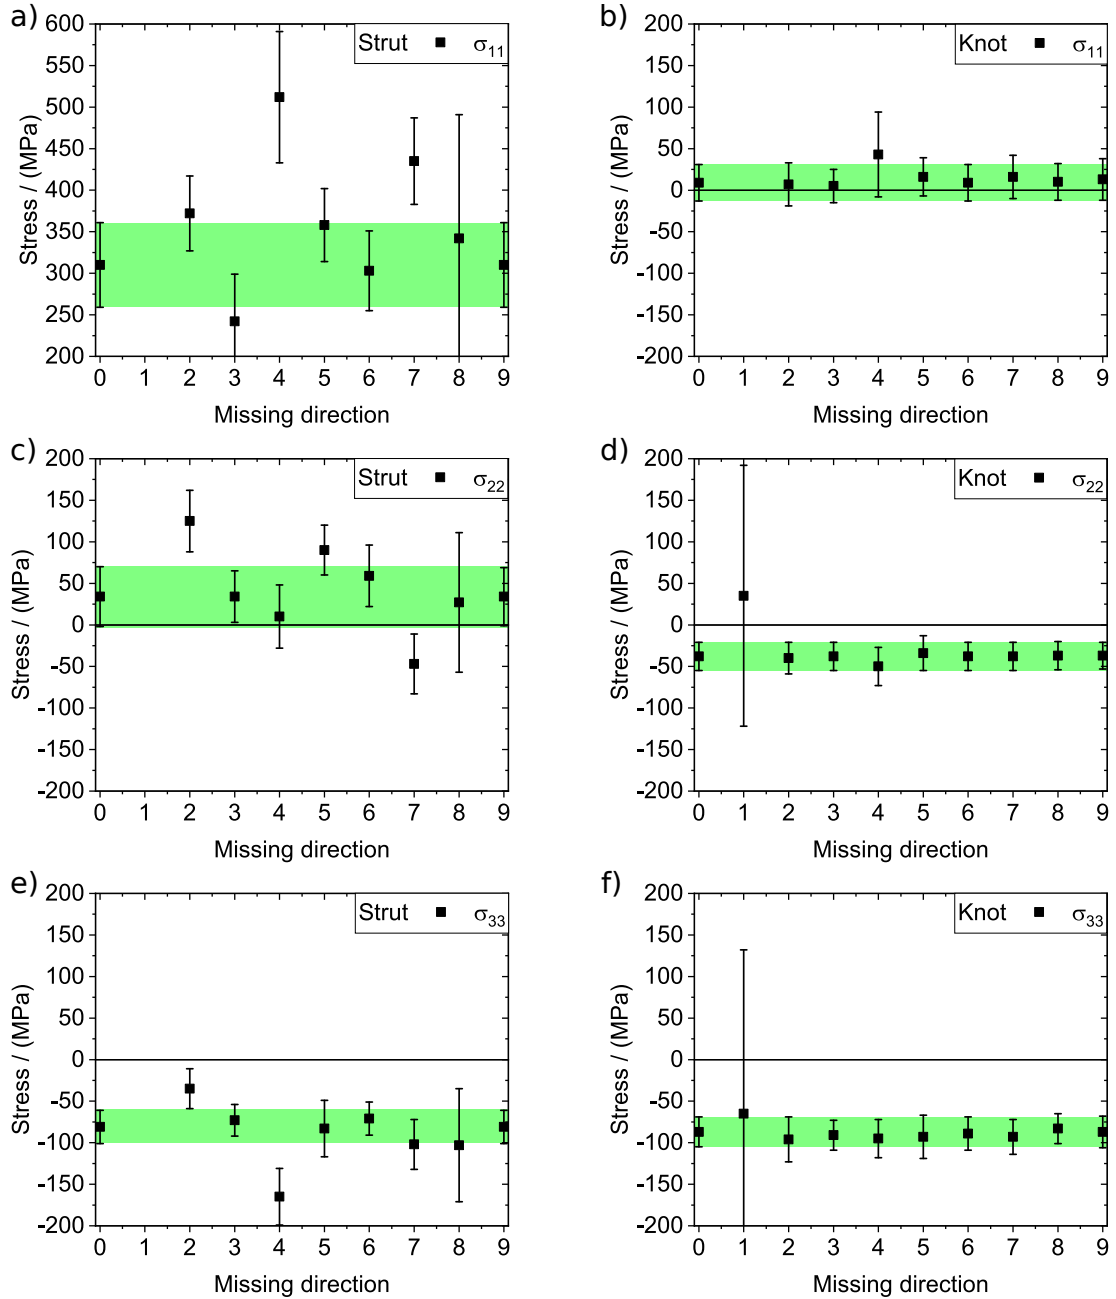 a)
Strut ■ σ11
600
550
500
450
400
350
300
250
200
Stress / (MPa)
0 1 2 3 4 5 6 7 8 9
Missing direction
b)
Knot ■ σ11
200
150
100
50
0
-50
-100
-150
-200
Stress / (MPa)
0 1 2 3 4 5 6 7 8 9
Missing direction
c)
Strut ■ σ22
200
150
100
50
0
-50
-100
-150
-200
Stress / (MPa)
0 1 2 3 4 5 6 7 8 9
Missing direction
d)
Knot ■ σ22
200
150
100
50
0
-50
-100
-150
-200
Stress / (MPa)
0 1 2 3 4 5 6 7 8 9
Missing direction
e)
Strut ■ σ33
200
150
100
50
0
-50
-100
-150
-200
Stress / (MPa)
0 1 2 3 4 5 6 7 8 9
Missing direction
f)
Knot ■ σ33
200
150
100
50
0
-50
-100
-150
-200
Stress / (MPa)
0 1 2 3 4 5 6 7 8 9
Missing direction